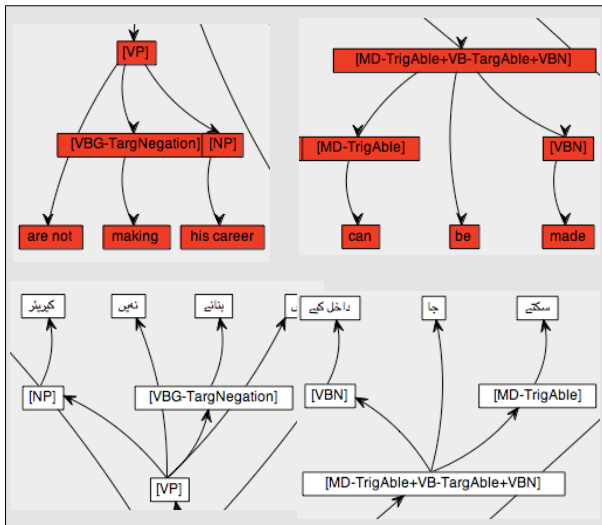 [VP]
[VBG-TargNegation] [NP]
are not making his career
[MD-TrigAble+VB-TargAble+VBN]
[MD-TrigAble] [VBN]
can be made
کیریئر نہیں بنانے
[NP] [VBG-TargNegation]
[VP]
داخل کیے جا سکتے
[VBN] [MD-TrigAble]
[MD-TrigAble+VB-TargAble+VBN]